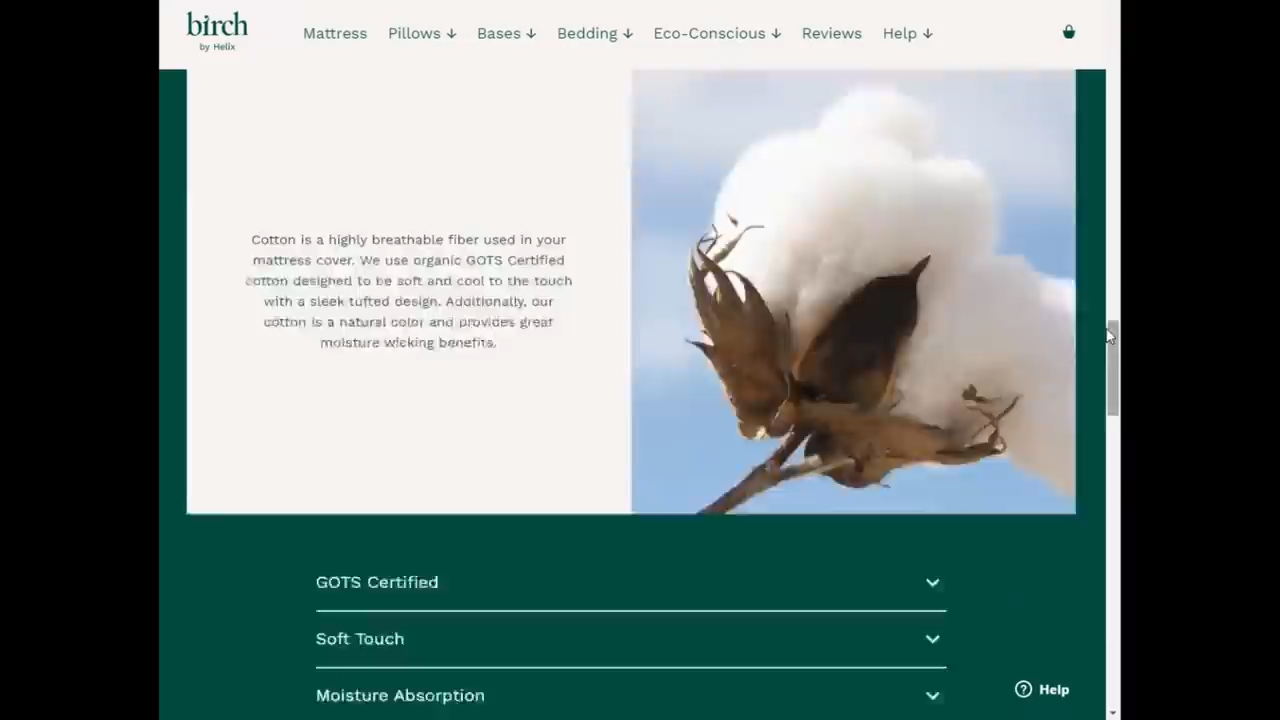 birch
by Helix
Mattress
Pillows
Bases
Bedding
Eco-Conscious
Reviews
Help
Cotton is a highly breathable fiber used in your
mattress cover. We use organic GOTS Certified
cotton designed to be soft and cool to the touch
with a sleek tufted design. Additionally, our
cotton is a natural color and provides great
moisture wicking benefits.
GOTS Certified
Soft Touch
Moisture Absorption
Help